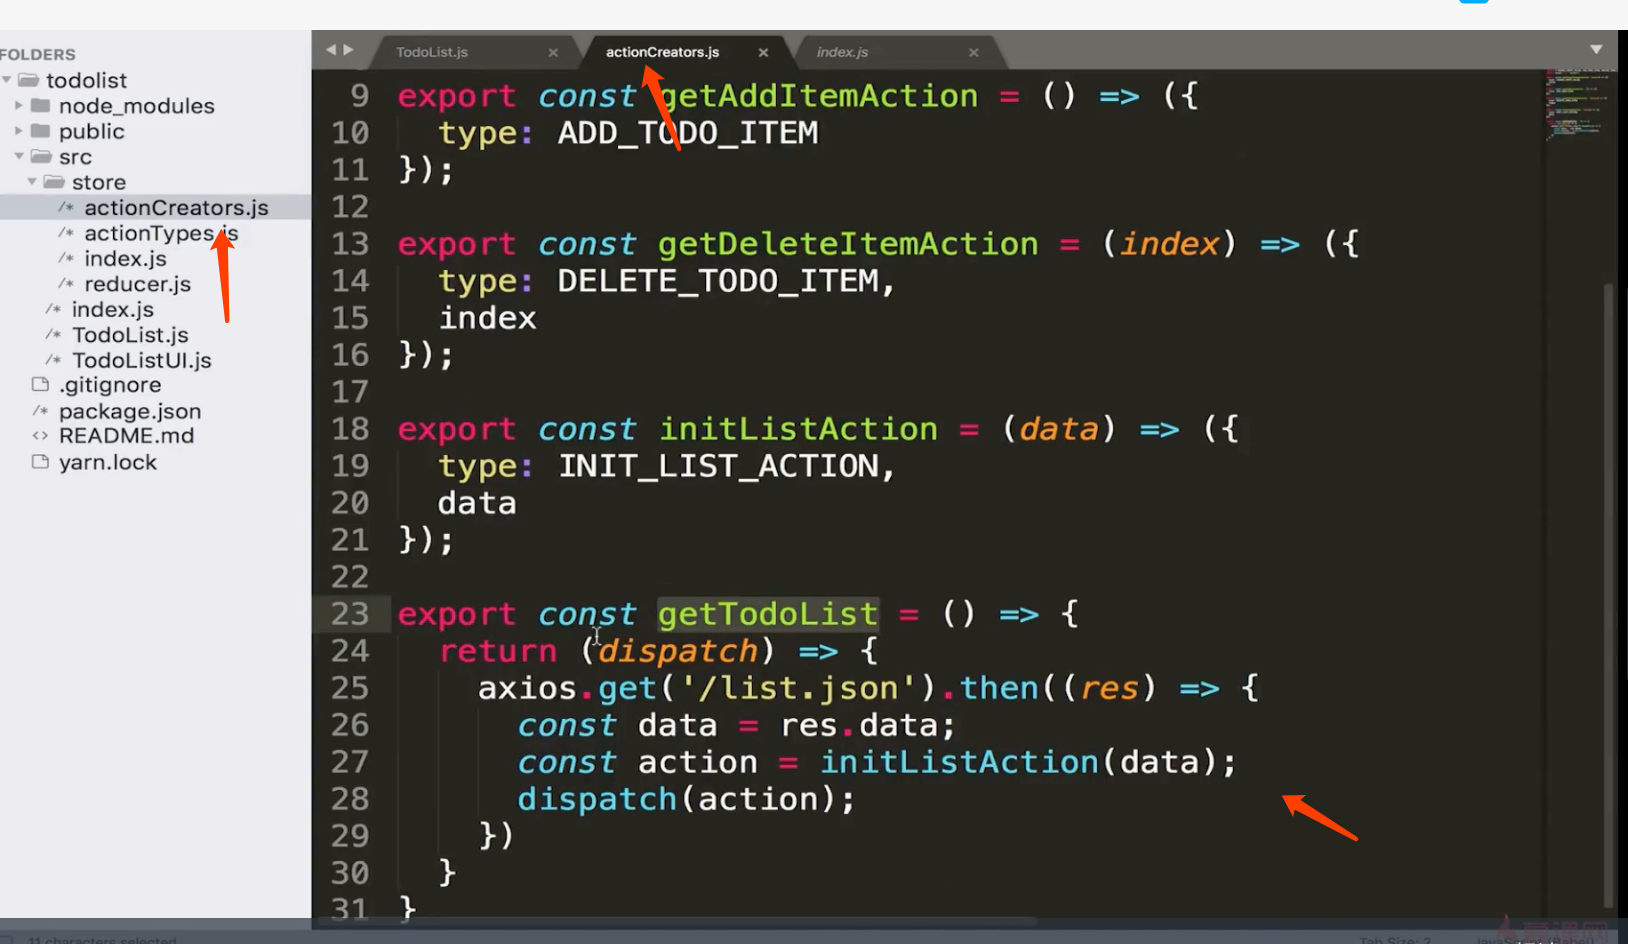 FOLDERS
todolist
node_modules
public
src
store
/* actionCreators.js
/* actionTypes.js
/* index.js
/* reducer.js
/* index.js
/* TodoList.js
/* TodoListUI.js
.gitignore
/* package.json
<> README.md
yarn.lock
TodoList.js × actionCreators.js × index.js ×
9 export const getAddItemAction = () => ({
10 type: ADD_TODO_ITEM
11 });
12
13 export const getDeleteItemAction = (index) => ({
14 type: DELETE_TODO_ITEM,
15 index
16 });
17
18 export const initListAction = (data) => ({
19 type: INIT_LIST_ACTION,
20 data
21 });
22
23 export const getTodoList = () => {
24 return (dispatch) => {
25 axios.get('/list.json').then((res) => {
26 const data = res.data;
27 const action = initListAction(data);
28 dispatch(action);
29 })
30 }
31 }
11 characters selected
Tab Size: 2